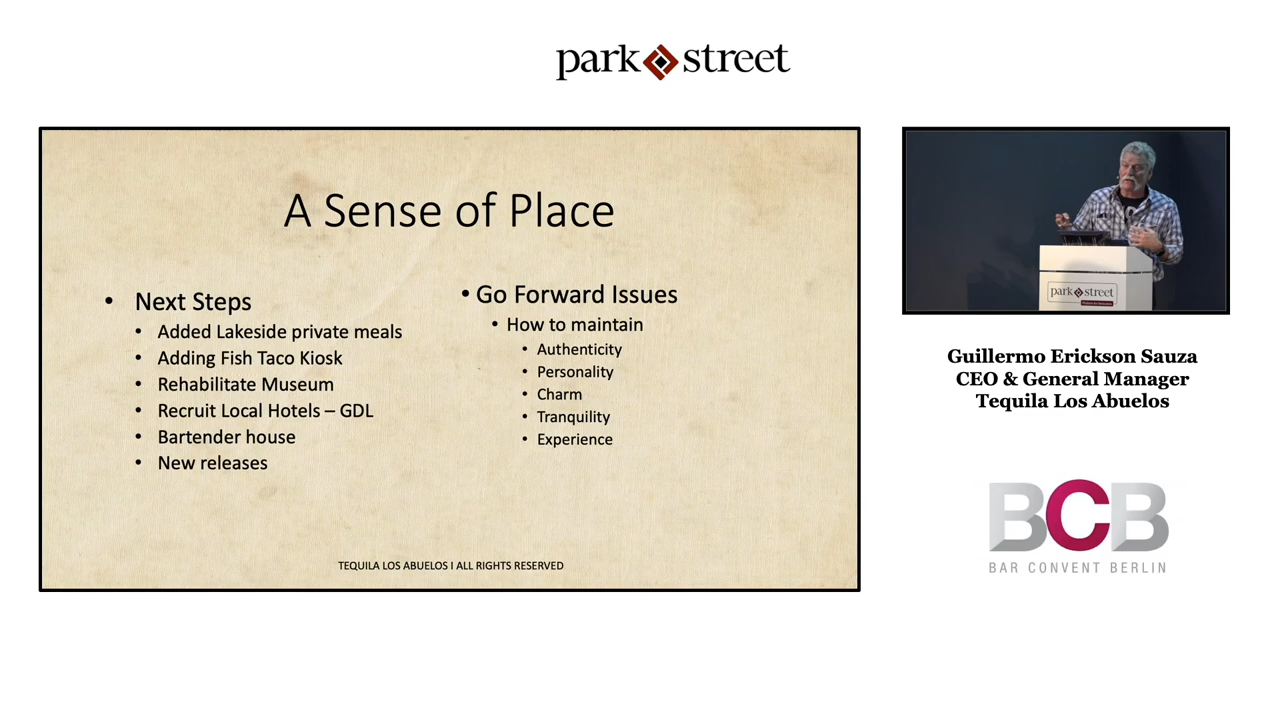 park street
A Sense of Place
• Next Steps
• Added Lakeside private meals
• Adding Fish Taco Kiosk
• Rehabilitate Museum
• Recruit Local Hotels – GDL
• Bartender house
• New releases
• Go Forward Issues
• How to maintain
• Authenticity
• Personality
• Charm
• Tranquility
• Experience
TEQUILA LOS ABUELOS I ALL RIGHTS RESERVED
park street
Guillermo Erickson Sauza
CEO & General Manager
Tequila Los Abuelos
BCB
BAR CONVENT BERLIN